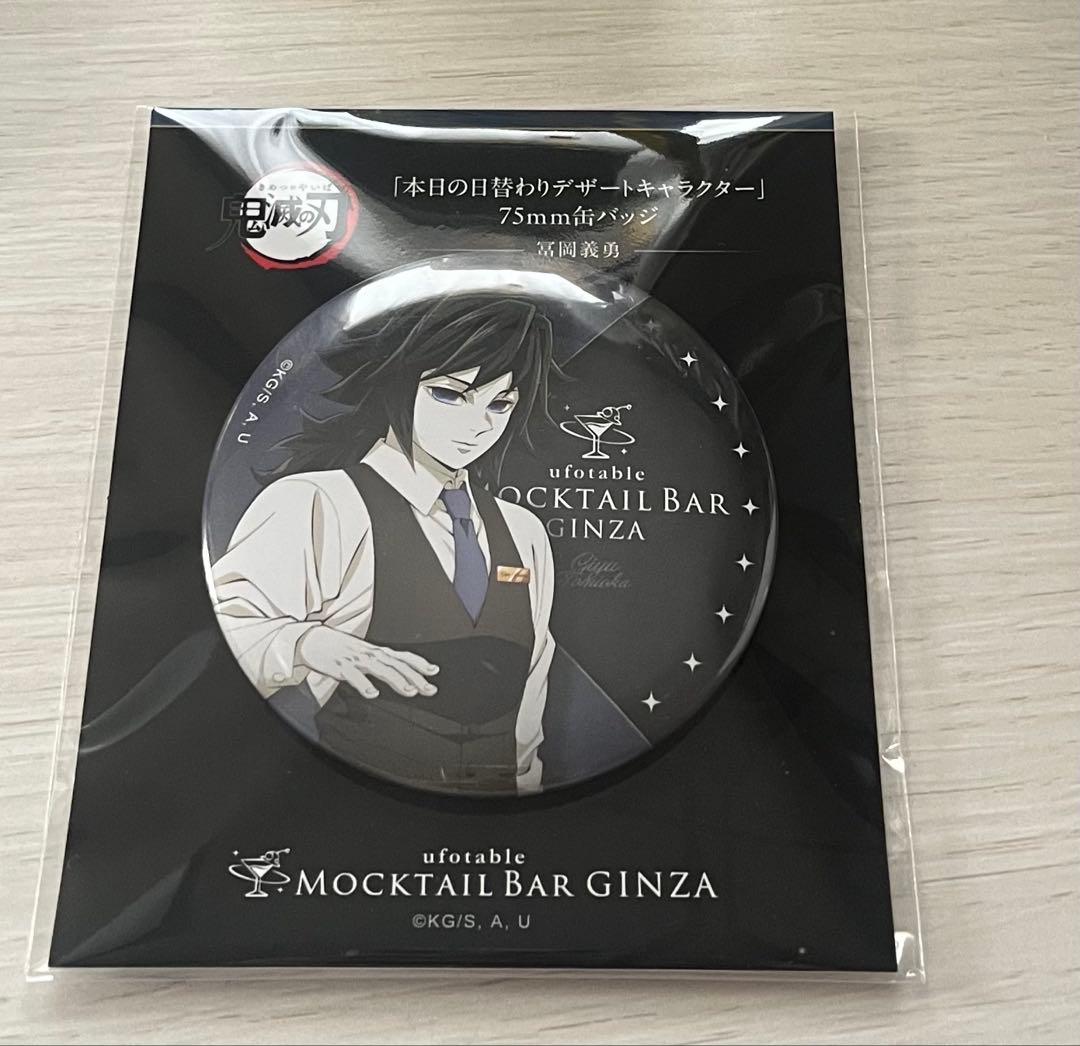 きめつのやいば
鬼滅の刃
「本日の日替わりデザートキャラクター」
75mm缶バッジ
冨岡義勇
©KG/S, A, U
ufotable
OCKTAIL BAR
GINZA
Giyu
Tomioka
ufotable
MOCKTAIL BAR GINZA
©KG/S, A, U